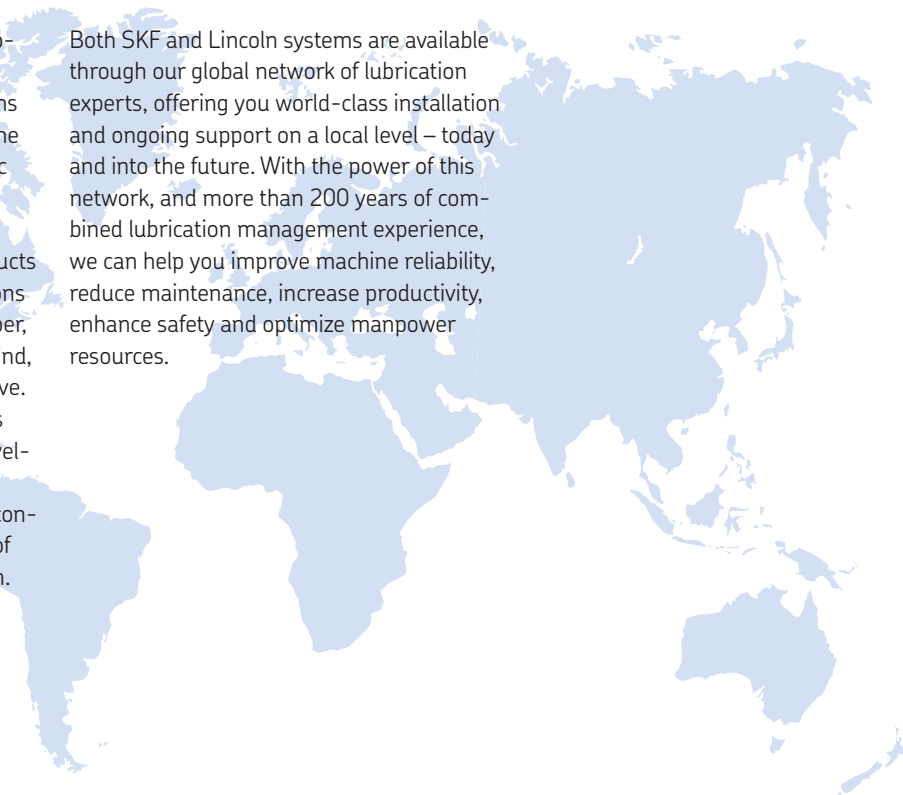 Both SKF and Lincoln systems are available
through our global network of lubrication
experts, offering you world-class installation
and ongoing support on a local level – today
and into the future. With the power of this
network, and more than 200 years of com-
bined lubrication management experience,
we can help you improve machine reliability,
reduce maintenance, increase productivity,
enhance safety and optimize manpower
resources.